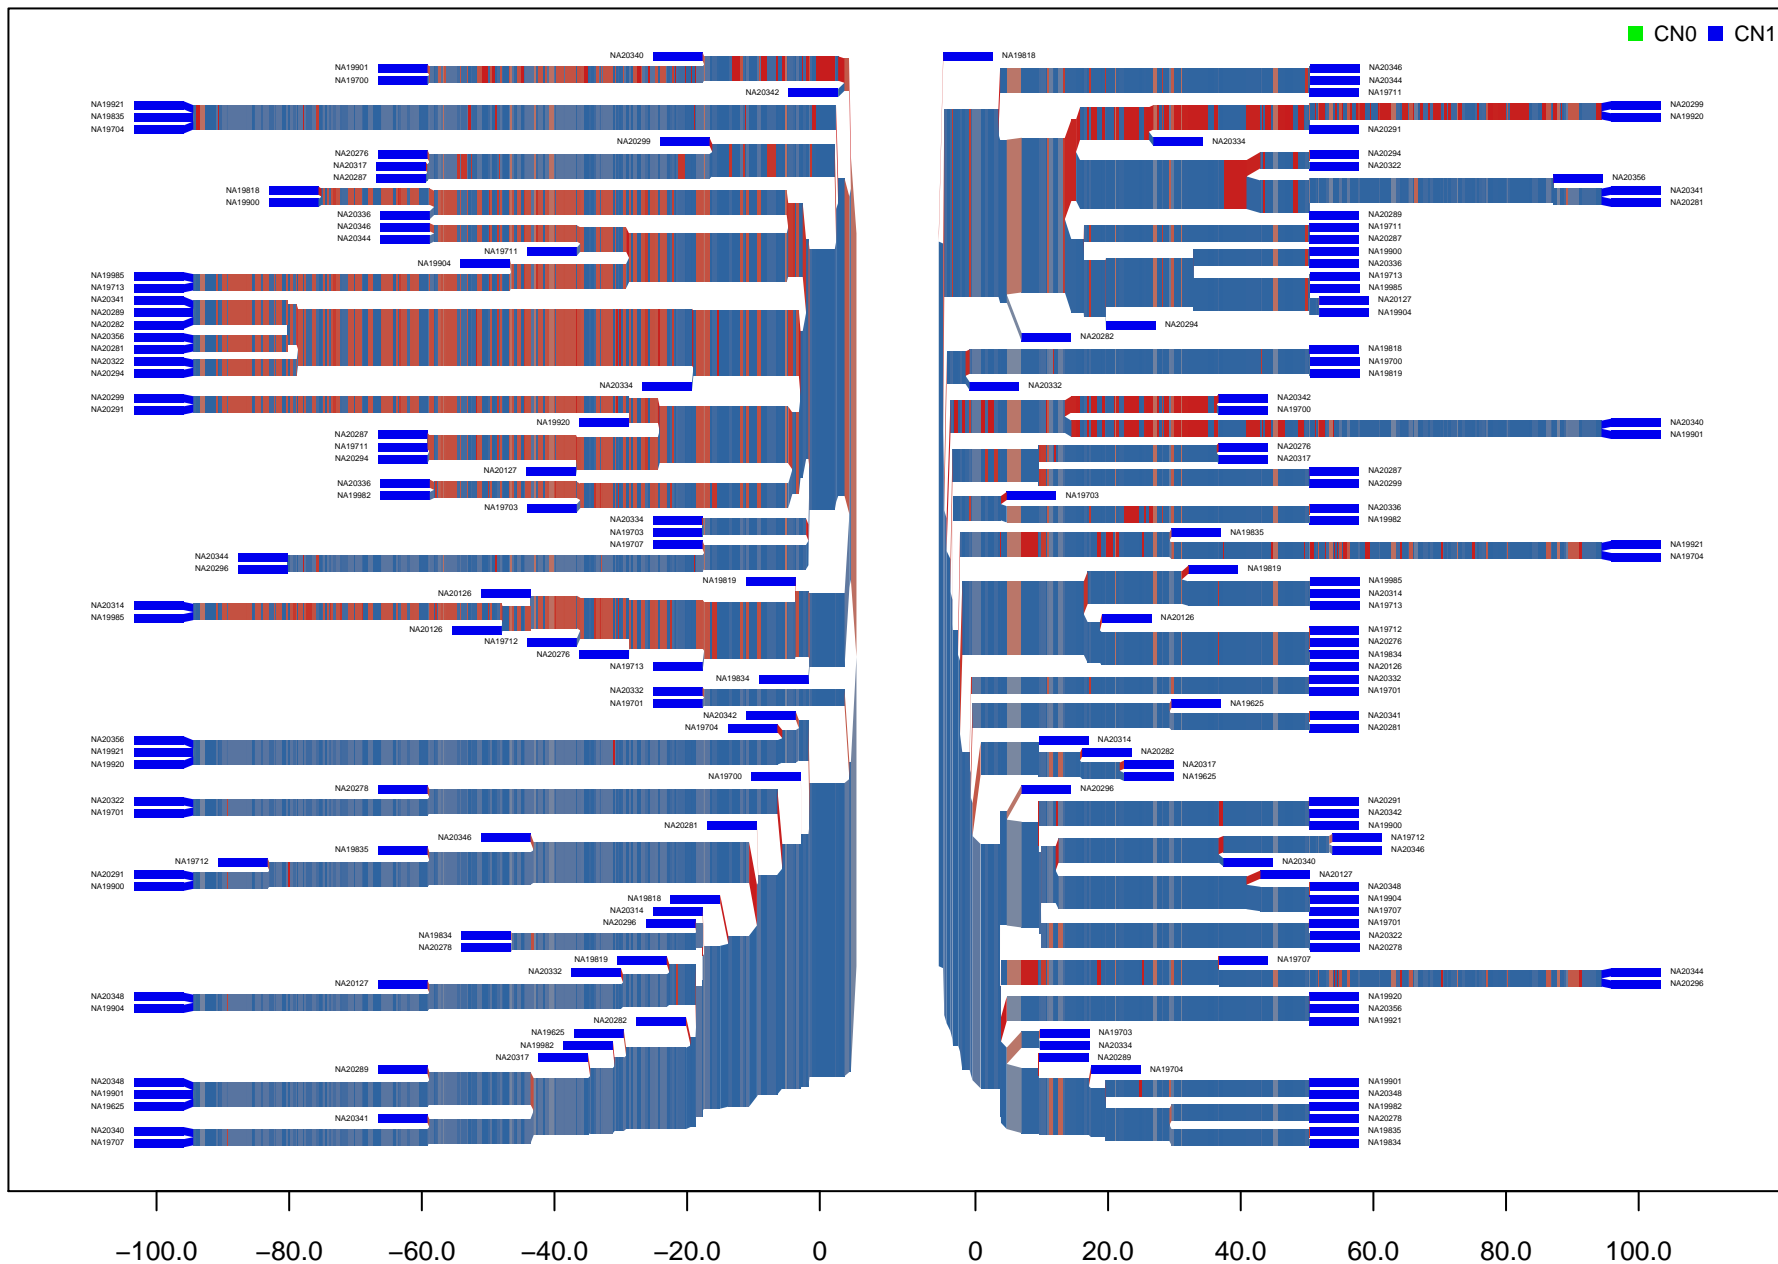 CN0 CN1
NA20340
NA19901
NA19700
NA20342
NA19921
NA19835
NA19704
NA20299
NA20276
NA20317
NA20287
NA19818
NA19900
NA20336
NA20346
NA20344
NA19711
NA19904
NA19985
NA19713
NA20341
NA20289
NA20282
NA20356
NA20281
NA20322
NA20294
NA20334
NA20299
NA20291
NA19920
NA20287
NA19711
NA20294
NA20127
NA20336
NA19982
NA19703
NA20334
NA19703
NA19707
NA20344
NA20296
NA19819
NA20126
NA20314
NA19985
NA20126
NA19712
NA20276
NA19713
NA19834
NA20332
NA19701
NA20342
NA19704
NA20356
NA19921
NA19920
NA19700
NA20278
NA20322
NA19701
NA20281
NA20346
NA19835
NA19712
NA20291
NA19900
NA19818
NA20314
NA20296
NA19834
NA20278
NA19819
NA20332
NA20127
NA20348
NA19904
NA20282
NA19625
NA19982
NA20317
NA20289
NA20348
NA19901
NA19625
NA20341
NA20340
NA19707
NA19818
NA20346
NA20344
NA19711
NA20299
NA19920
NA20291
NA20334
NA20294
NA20322
NA20356
NA20341
NA20281
NA20289
NA19711
NA20287
NA19900
NA20336
NA19713
NA19985
NA20127
NA19904
NA20294
NA20282
NA19818
NA19700
NA19819
NA20332
NA20342
NA19700
NA20340
NA19901
NA20276
NA20317
NA20287
NA20299
NA19703
NA20336
NA19982
NA19835
NA19921
NA19704
NA19819
NA19985
NA20314
NA19713
NA20126
NA19712
NA20276
NA19834
NA20126
NA20332
NA19701
NA19625
NA20341
NA20281
NA20314
NA20282
NA20317
NA19625
NA20296
NA20291
NA20342
NA19900
NA19712
NA20346
NA20340
NA20127
NA20348
NA19904
NA19707
NA19701
NA20322
NA20278
NA19707
NA20344
NA20296
NA19920
NA20356
NA19921
NA19703
NA20334
NA20289
NA19704
NA19901
NA20348
NA19982
NA20278
NA19835
NA19834
−100.0 −80.0 −60.0 −40.0 −20.0 0 0 20.0 40.0 60.0 80.0 100.0